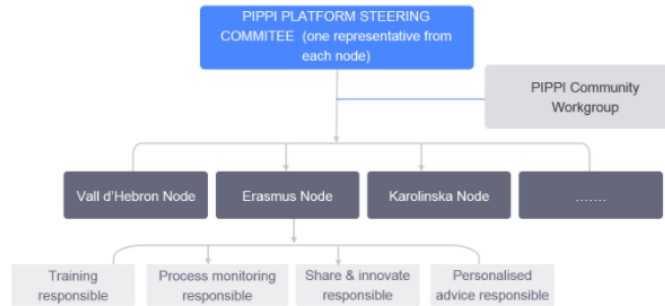 PIPPI PLATFORM STEERING
COMMITEE (one representative from
each node)
PIPPI Community
Workgroup
Vall d'Hebron Node
Erasmus Node
Karolinska Node
.......
Training
responsible
Process monitoring
responsible
Share & innovate
responsible
Personalised
advice responsible